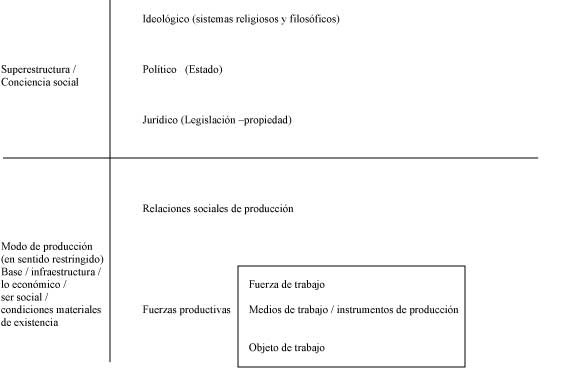 Ideológico (sistemas religiosos y filosóficos)
Superestructura /
Conciencia social
Político (Estado)
Jurídico (Legislación –propiedad)
Relaciones sociales de producción
Modo de producción
(en sentido restringido)
Base / infraestructura /
lo económico /
ser social /
condiciones materiales
de existencia
Fuerzas productivas
Fuerza de trabajo
Medios de trabajo / instrumentos de producción
Objeto de trabajo